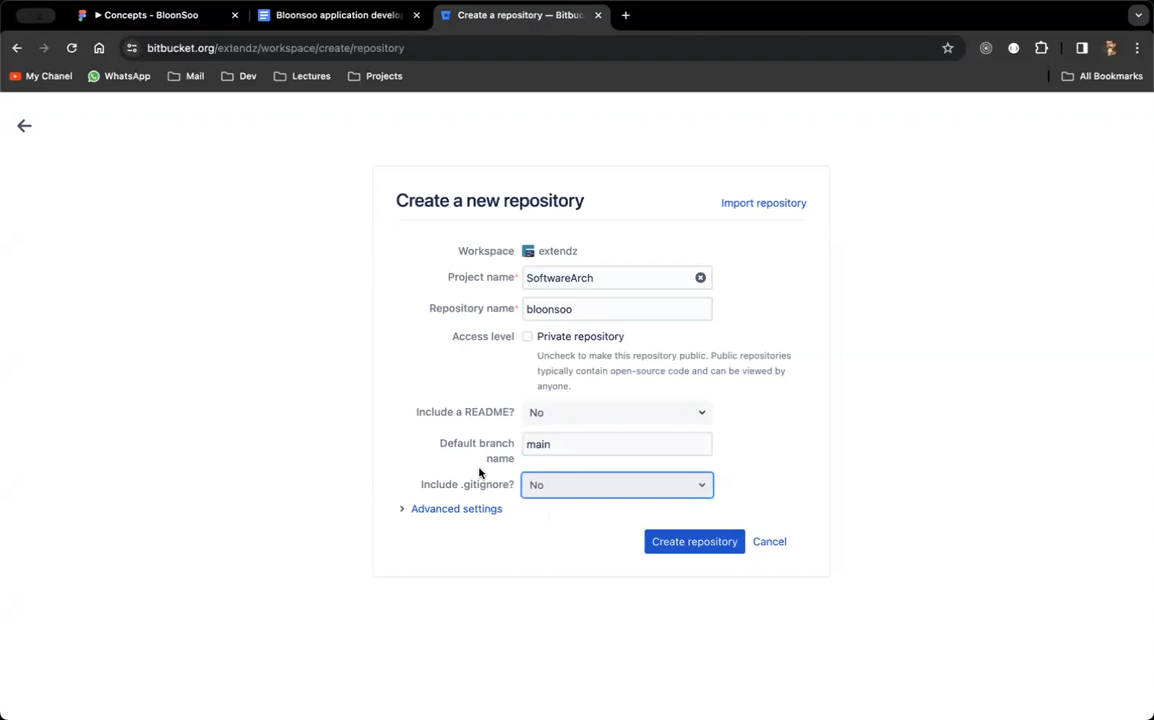 ▶ Concepts - BloonSoo
Bloonsoo application develo
Create a repository — Bitbuc
bitbucket.org/extendz/workspace/create/repository
My Chanel
WhatsApp
Mail
Dev
Lectures
Projects
All Bookmarks
Create a new repository
Import repository
Workspace
extendz
Project name*
SoftwareArch
Repository name*
bloonsoo
Access level
Private repository
Uncheck to make this repository public. Public repositories
typically contain open-source code and can be viewed by
anyone.
Include a README?
No
Default branch
name
main
Include .gitignore?
No
Advanced settings
Create repository
Cancel